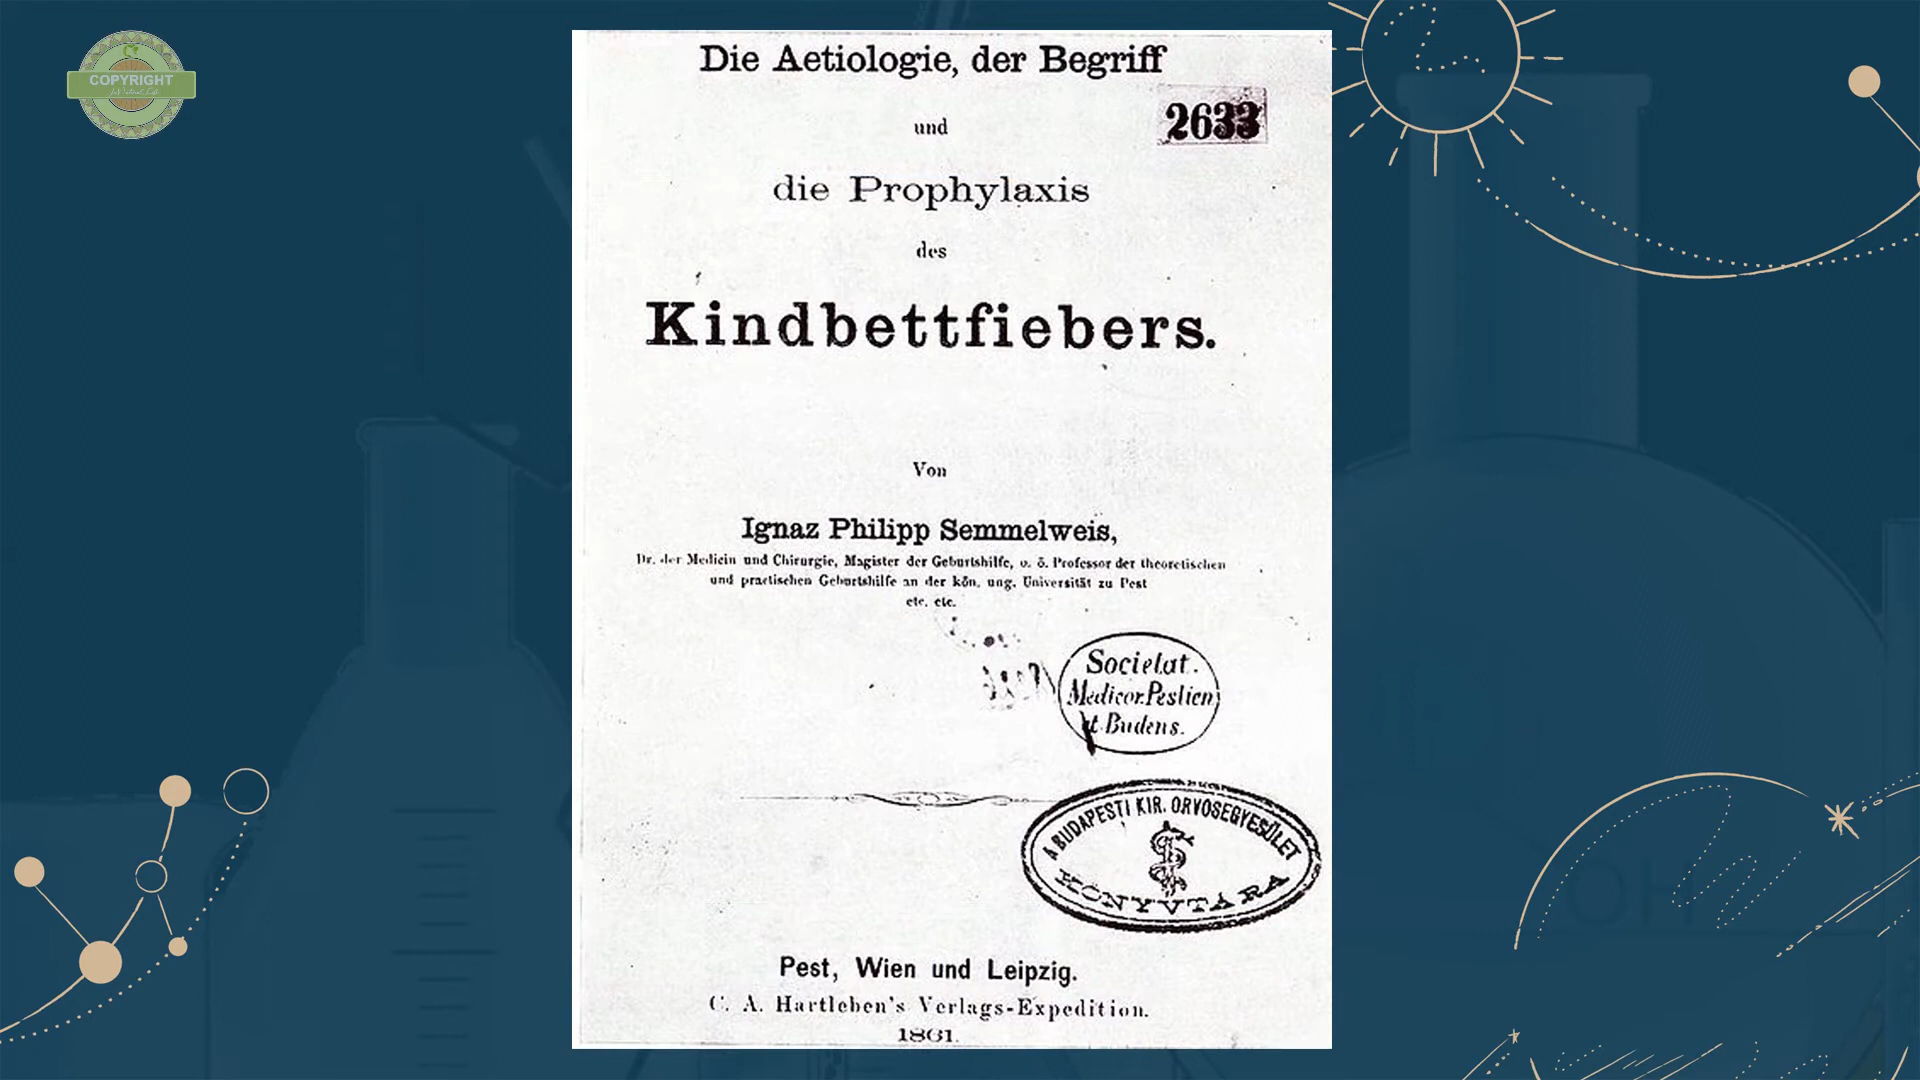 COPYRIGHT
Die Aetiologie, der Begriff
2633
und
die Prophylaxis
des
Kindbettfiebers.
Von
Ignaz Philipp Semmelweis,
Dr. der Medicin und Chirurgie, Magister der Geburtshilfe, o. ö. Professor der theoretischen
und practischen Geburtshilfe an der kön. ung. Universität zu Pest
etc. etc.
Societat.
Medicor. Pestien
et Budens.
A BUDAPESTI KIR. ORVOSEGYESÜLET
KÖNYVTÁRA
Pest, Wien und Leipzig.
C. A. Hartleben's Verlags-Expedition.
1861.
OH